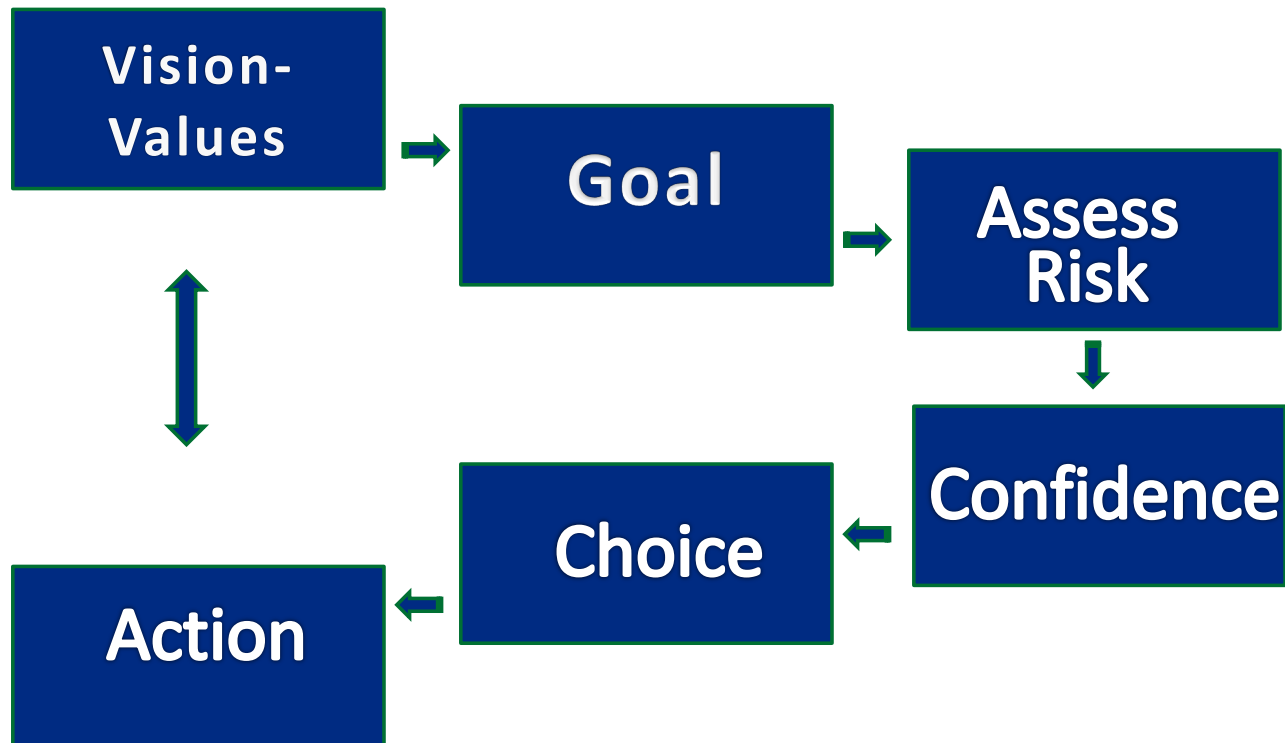 Vision-
Values
Goal
Assess
Risk
Confidence
Choice
Action